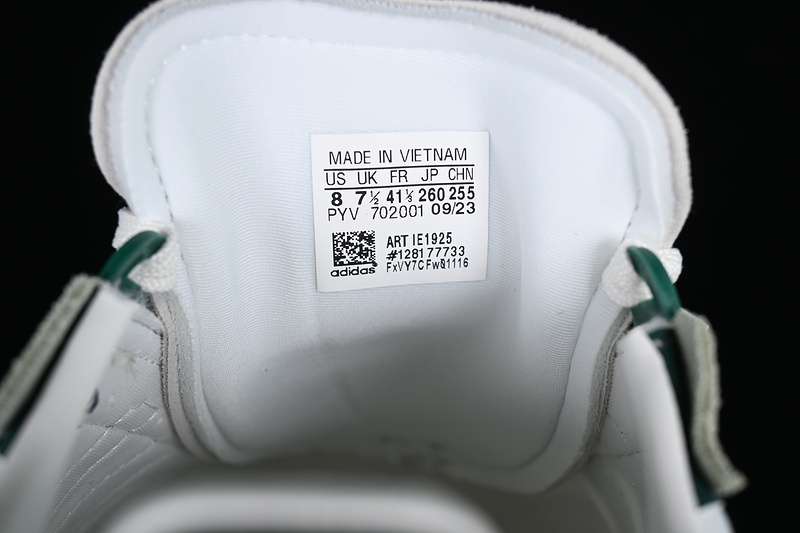 MADE IN VIETNAM
US UK FR JP CHN
8 7½ 41⅓ 260 255
PYV 702001 09/23
ART IE1925
#128177733
FxVY7CFwQ1116
adidas